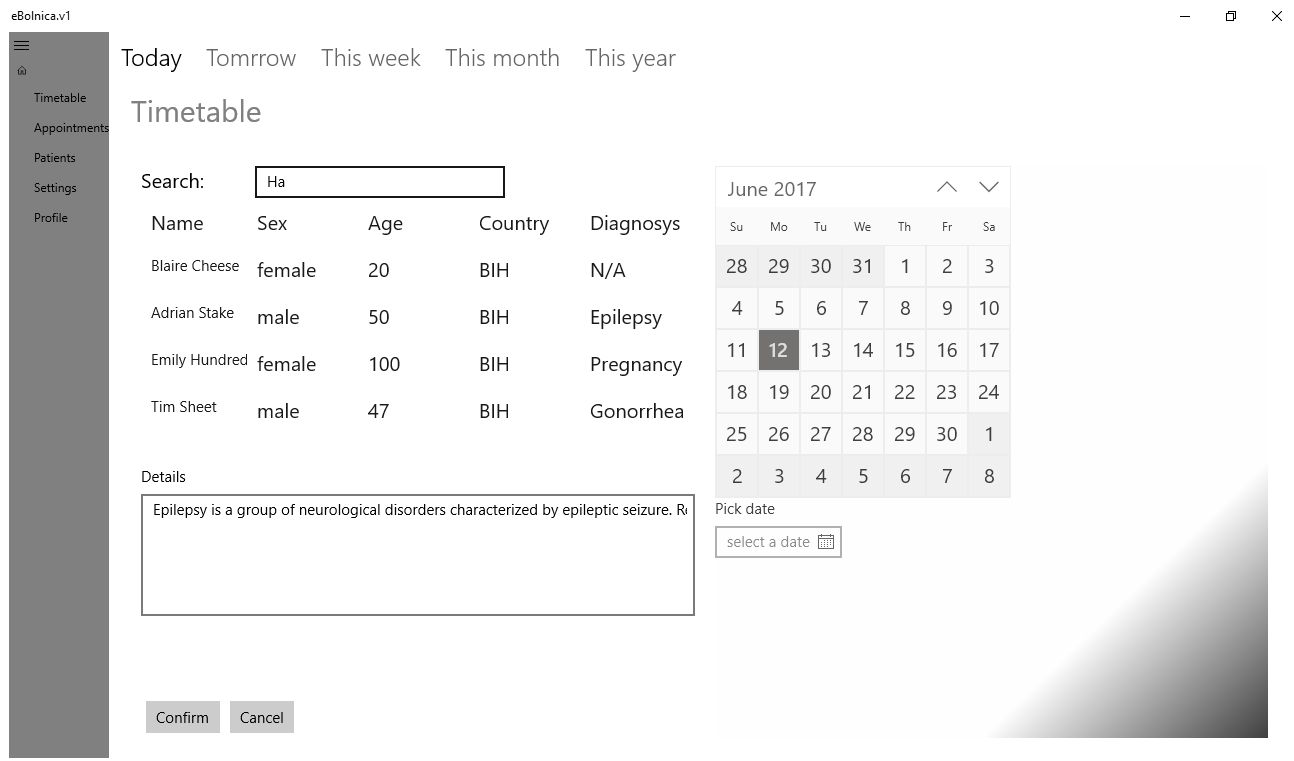 eBolnica.v1
Today Tomrrow This week This month This year
Timetable
Appointments
Patients
Settings
Profile
Timetable
Search: Ha
Name Sex Age Country Diagnosys
Blaire Cheese female 20 BIH N/A
Adrian Stake male 50 BIH Epilepsy
Emily Hundred female 100 BIH Pregnancy
Tim Sheet male 47 BIH Gonorrhea
Details
Epilepsy is a group of neurological disorders characterized by epileptic seizure.
Confirm Cancel
June 2017
Su Mo Tu We Th Fr Sa
28 29 30 31 1 2 3
4 5 6 7 8 9 10
11 12 13 14 15 16 17
18 19 20 21 22 23 24
25 26 27 28 29 30 1
2 3 4 5 6 7 8
Pick date
select a date